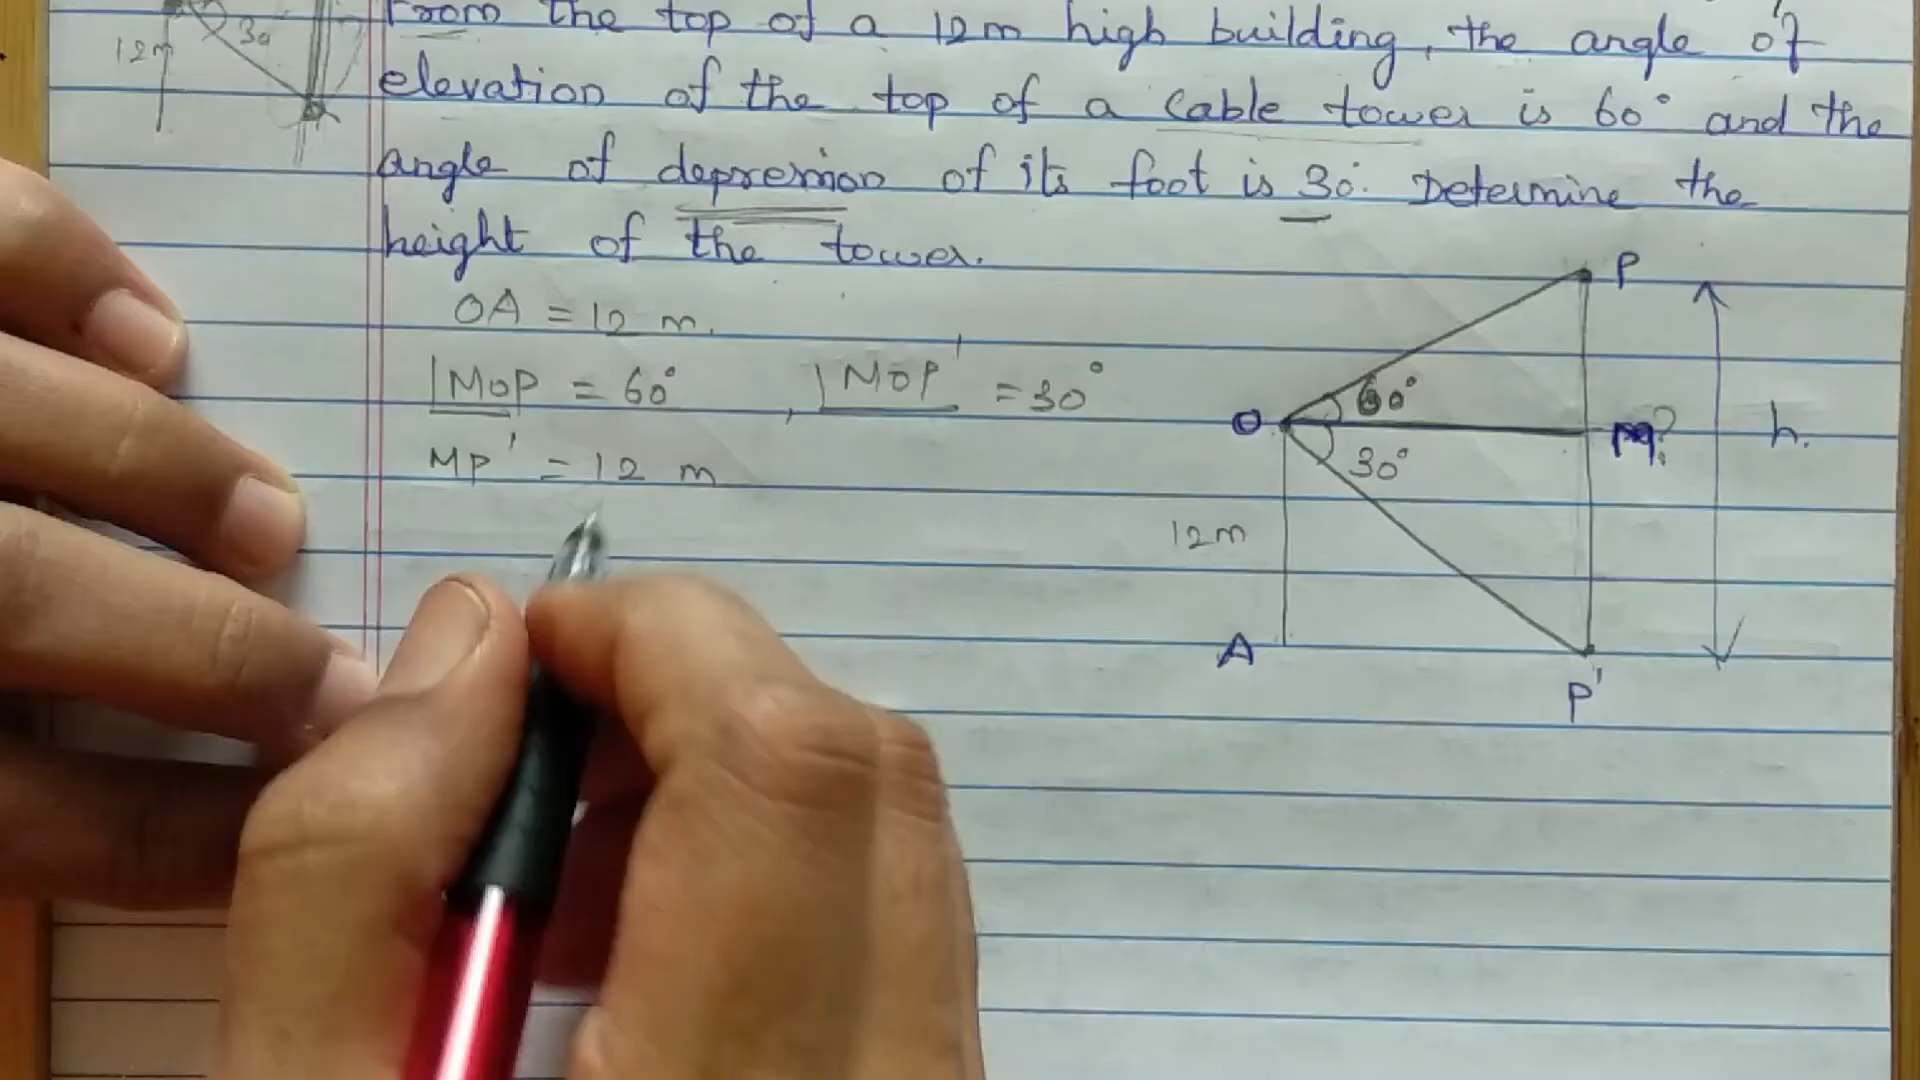 From the top of a 12m high building, the angle of
elevation of the top of a cable tower is 60° and the
angle of depression of its foot is 30°. Determine the
height of the tower.
OA = 12 m.
∠MOP = 60°, ∠MOP' = 30°
MP' = 12 m
12m
30
P
60°
O
M?
h.
30°
12m
A
P'